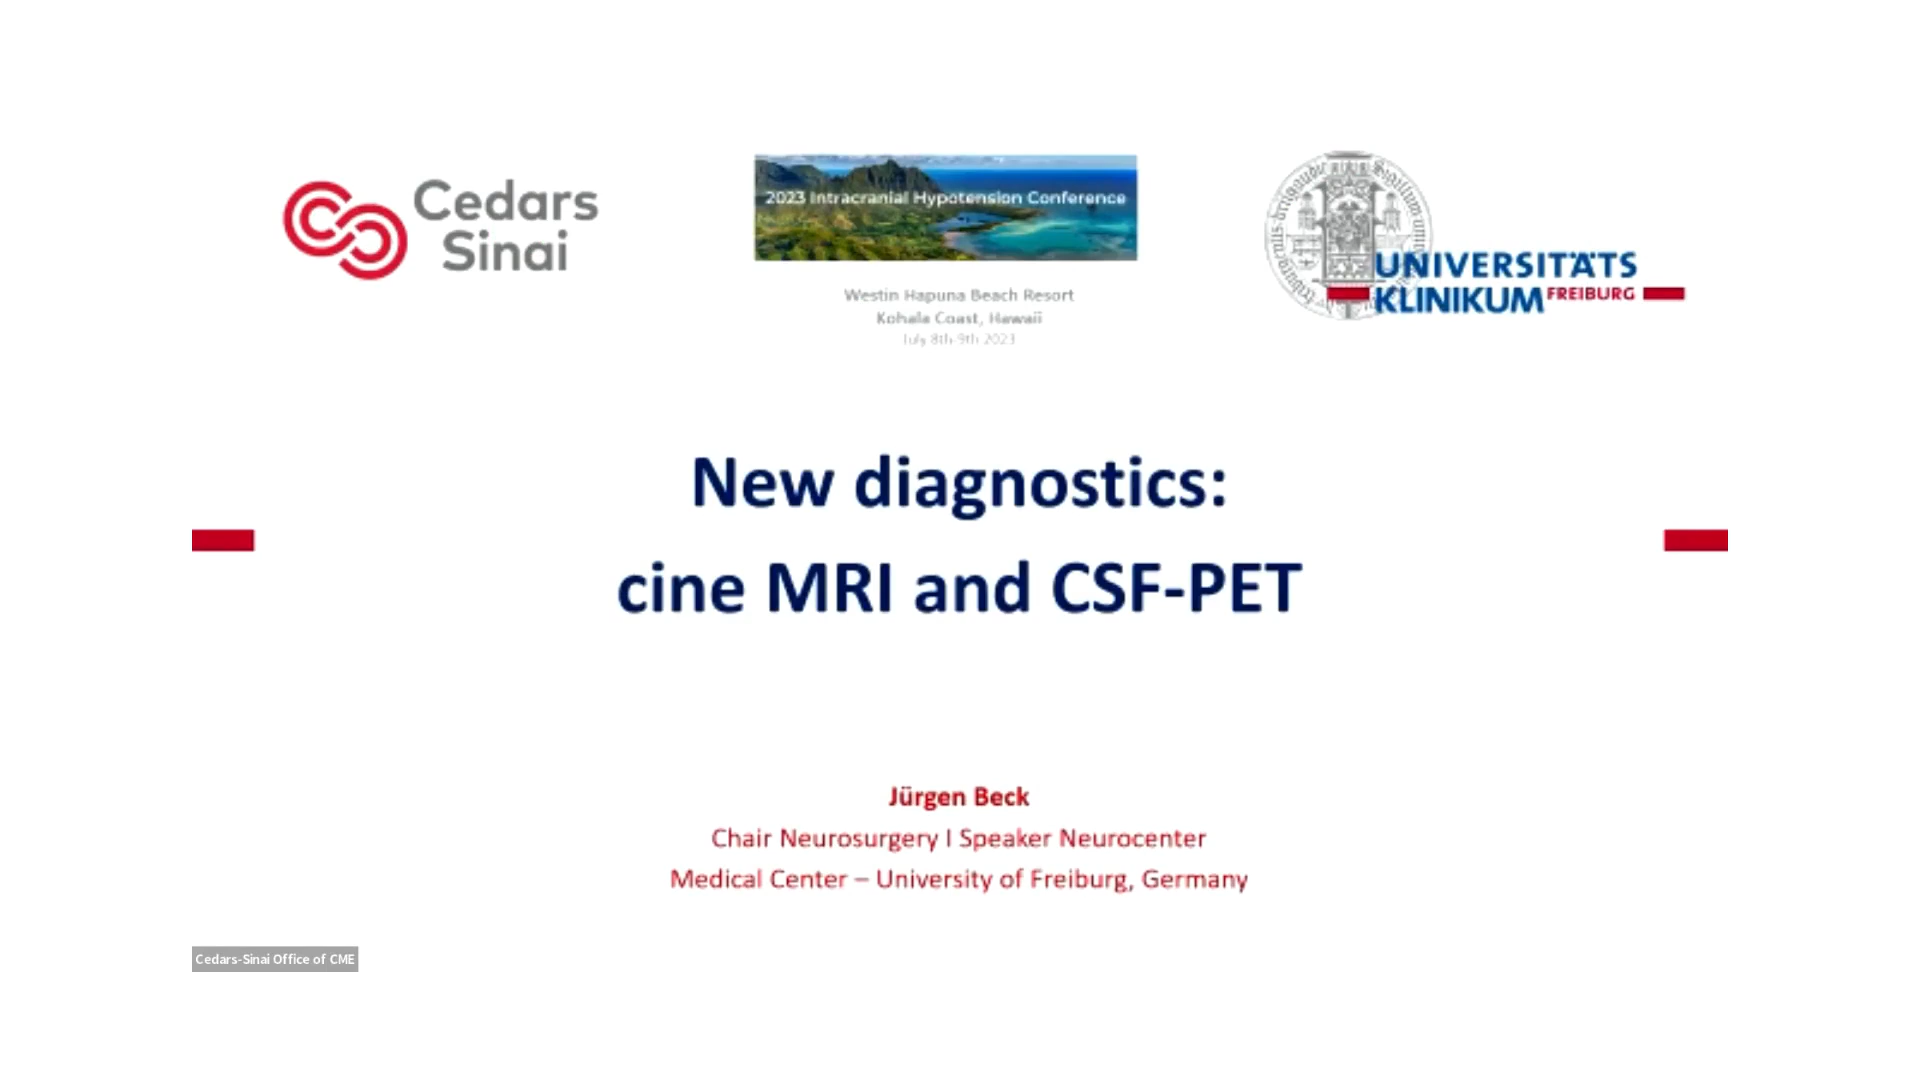 Cedars
Sinai
2023 Intracranial Hypotension Conference
Westin Hapuna Beach Resort
Kohala Coast, Hawaii
July 8th-9th 2023
UNIVERSITÄTS
KLINIKUM FREIBURG
New diagnostics:
cine MRI and CSF-PET
Jürgen Beck
Chair Neurosurgery I Speaker Neurocenter
Medical Center – University of Freiburg, Germany
Cedars-Sinai Office of CME